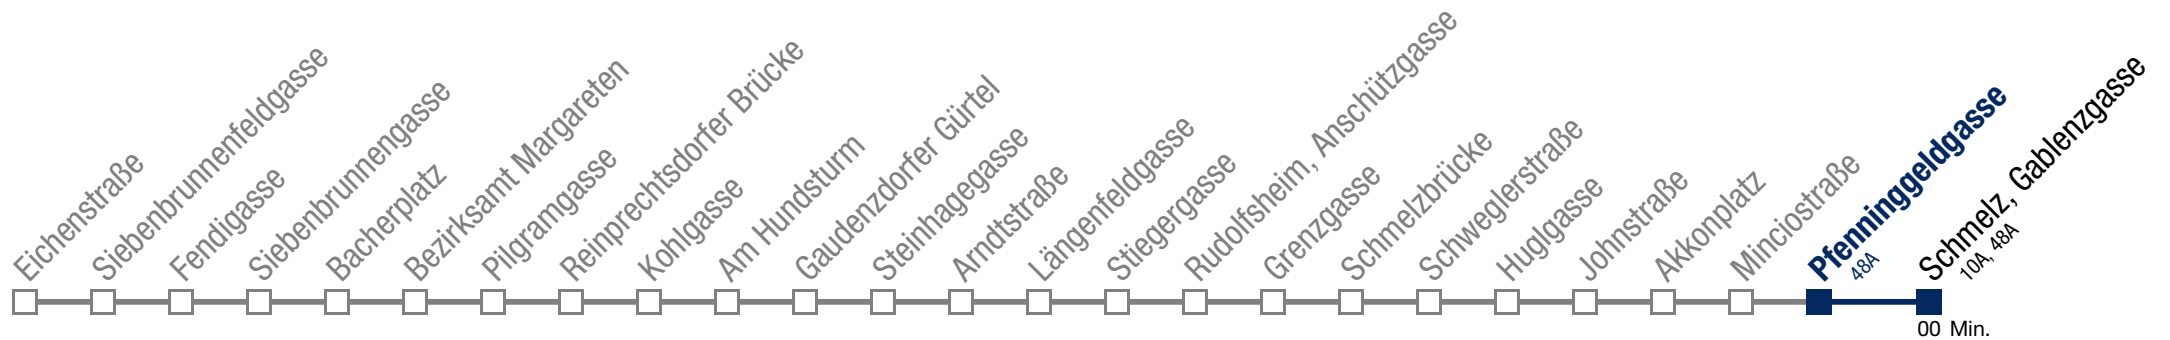 Eichenstraße
Siebenbrunnenfeldgasse
Fendigasse
Siebenbrunnengasse
Bacherplatz
Bezirksamt Margareten
Pilgramgasse
Reinprechtsdorfer Brücke
Kohlgasse
Am Hundsturm
Gaudenzdorfer Gürtel
Steinhagegasse
Arndtstraße
Längenfeldgasse
Stiegergasse
Rudolfsheim, Anschützgasse
Grenzgasse
Schmelzbrücke
Schweglerstraße
Huglgasse
Johnstraße
Akkonplatz
Minciostraße
Pfenninggeldgasse
48A
Schmelz, Gablenzgasse
10A, 48A
00 Min.